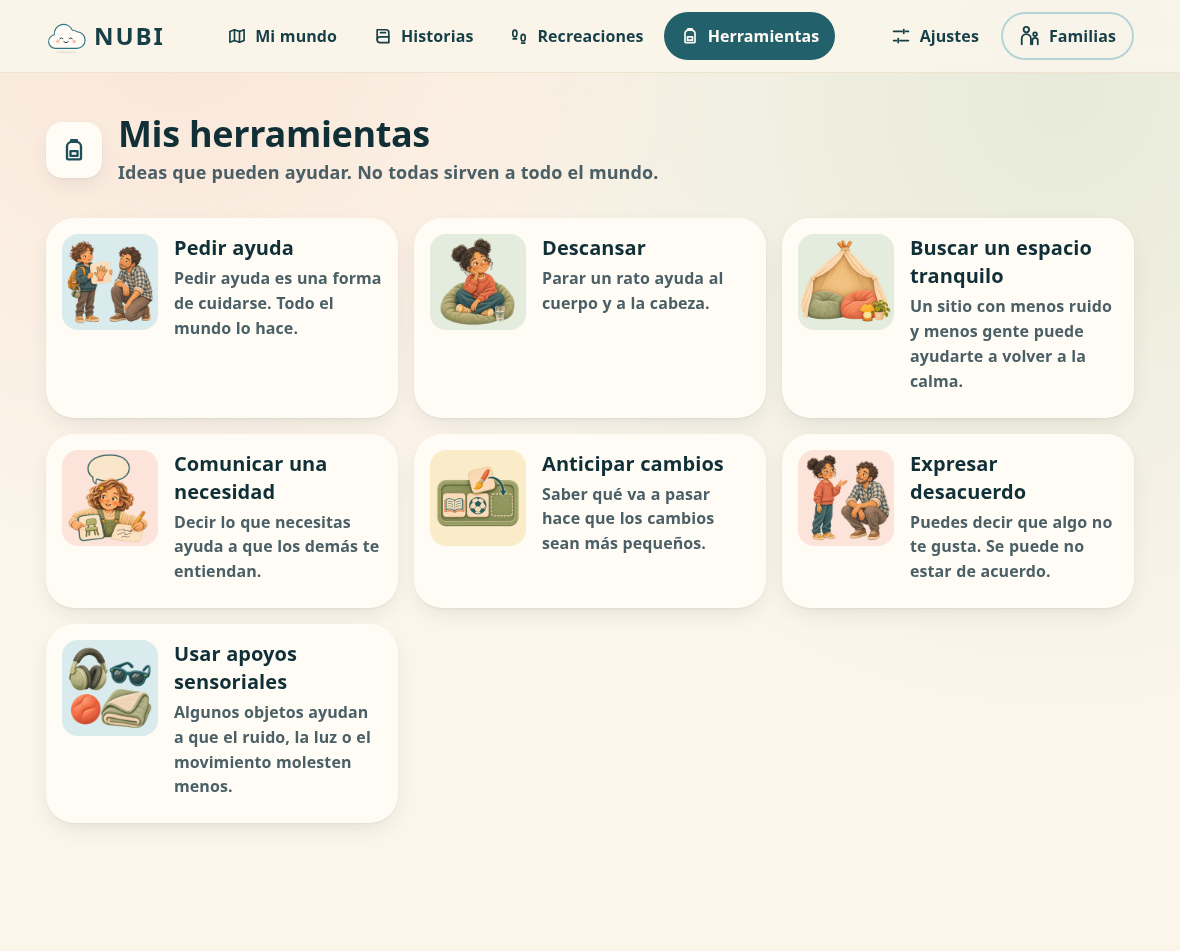 NUBI
Mi mundo
Historias
Recreaciones
Herramientas
Ajustes
Familias
Mis herramientas
Ideas que pueden ayudar. No todas sirven a todo el mundo.
Pedir ayuda
Pedir ayuda es una forma
de cuidarse. Todo el
mundo lo hace.
Descansar
Parar un rato ayuda al
cuerpo y a la cabeza.
Buscar un espacio
tranquilo
Un sitio con menos ruido
y menos gente puede
ayudarte a volver a la
calma.
Comunicar una
necesidad
Decir lo que necesitas
ayuda a que los demás te
entiendan.
Anticipar cambios
Saber qué va a pasar
hace que los cambios
sean más pequeños.
Expresar
desacuerdo
Puedes decir que algo no
te gusta. Se puede no
estar de acuerdo.
Usar apoyos
sensoriales
Algunos objetos ayudan
a que el ruido, la luz o el
movimiento molesten
menos.